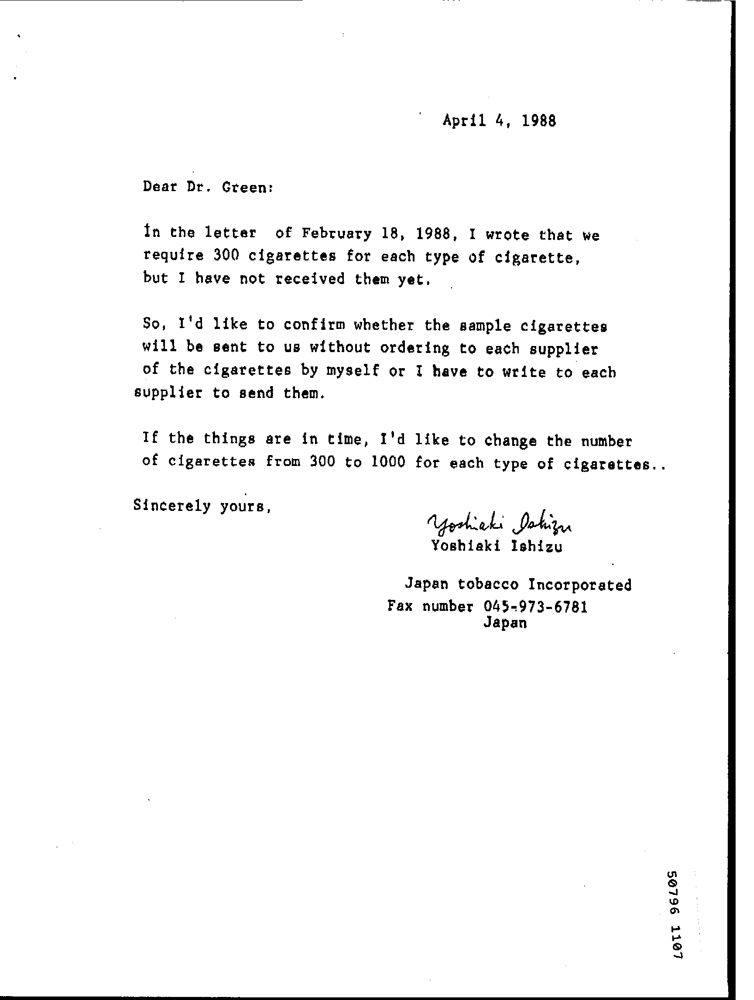 April 4, 1988
Dear Dr. Green:
in the letter of February 18, 1988, I wrote that we
require 300 cigarettes for each type of cigarette,
but I have not received them yet.
So, I'd like to confirm whether the sample cigarettes
will be sent to us without ordering to each supplier
of the cigarettes by myself or I have to write to each
supplier to send them.
If the things are in time, I'd like to change the number
of cigarettes from 300 to 1000 for each type of cigarettes..
Sincerely yours,
Yoshiaki Ishizu
Yoshiaki Ishizu
Japan tobacco Incorporated
Fax number 045-973-6781
Japan
50796 1107